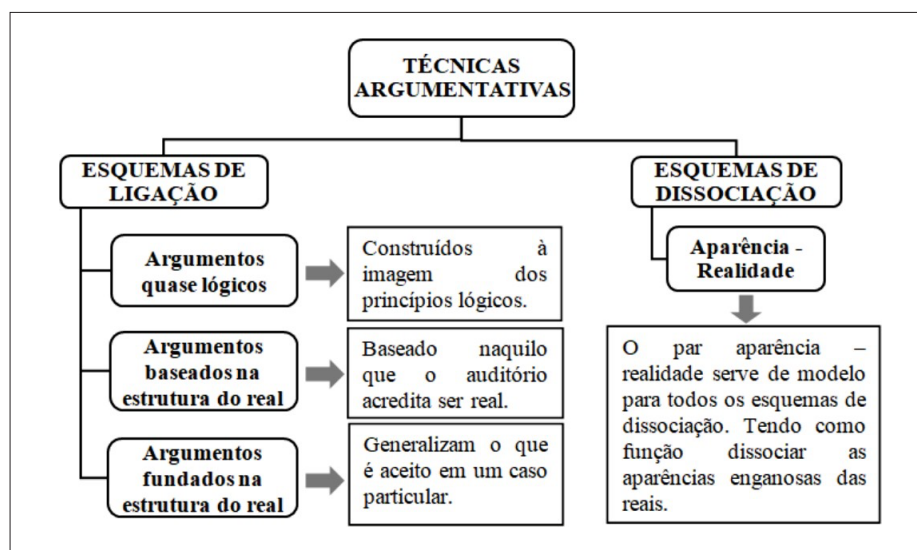 TÉCNICAS
ARGUMENTATIVAS
ESQUEMAS DE
LIGAÇÃO
Argumentos
quase lógicos
Construídos à
imagem dos
princípios lógicos.
Argumentos
baseados na
estrutura do real
Baseado naquilo
que o auditório
acredita ser real.
Argumentos
fundados na
estrutura do real
Generalizam o que
é aceito em um caso
particular.
ESQUEMAS DE
DISSOCIAÇÃO
Aparência -
Realidade
O par aparência –
realidade serve de modelo
para todos os esquemas de
dissociação. Tendo como
função dissociar as
aparências enganosas das
reais.